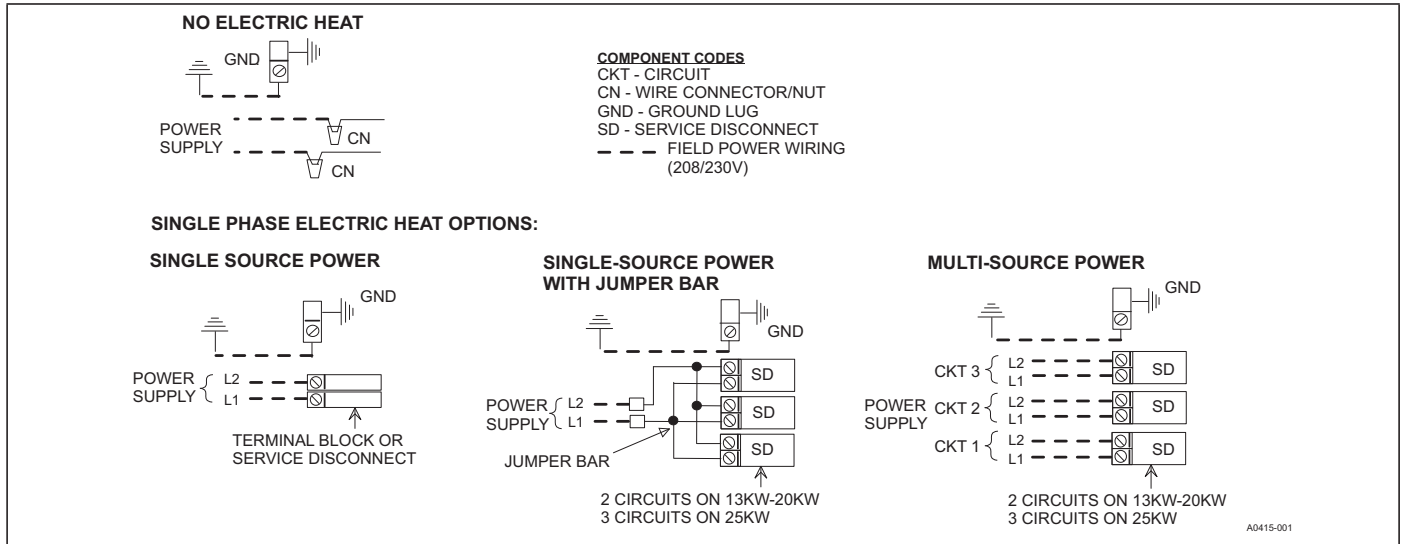 NO ELECTRIC HEAT
GND
POWER
SUPPLY
CN
CN
COMPONENT CODES
CKT - CIRCUIT
CN - WIRE CONNECTOR/NUT
GND - GROUND LUG
SD - SERVICE DISCONNECT
FIELD POWER WIRING
(208/230V)
SINGLE PHASE ELECTRIC HEAT OPTIONS:
SINGLE SOURCE POWER
GND
POWER
SUPPLY
L2
L1
TERMINAL BLOCK OR
SERVICE DISCONNECT
SINGLE-SOURCE POWER
WITH JUMPER BAR
GND
SD
SD
SD
POWER
SUPPLY
L2
L1
JUMPER BAR
2 CIRCUITS ON 13KW-20KW
3 CIRCUITS ON 25KW
MULTI-SOURCE POWER
GND
CKT 3
L2
L1
SD
POWER
SUPPLY
CKT 2
L2
L1
SD
CKT 1
L2
L1
SD
2 CIRCUITS ON 13KW-20KW
3 CIRCUITS ON 25KW
A0415-001